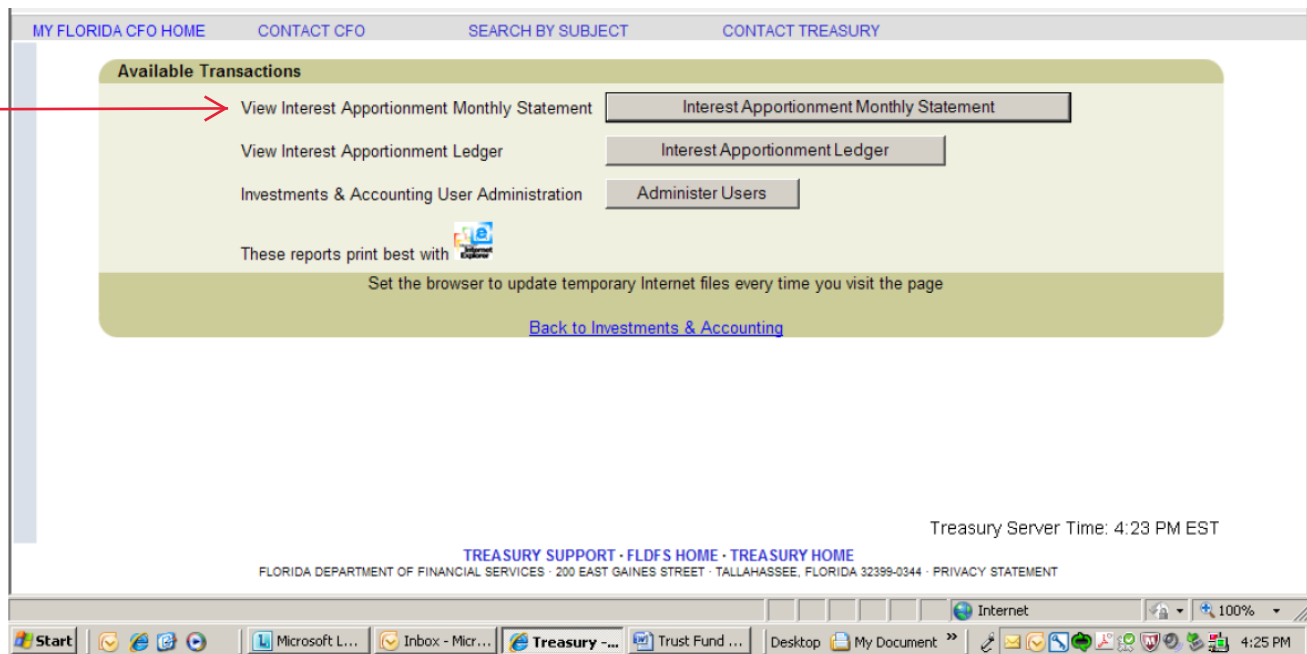 MY FLORIDA CFO HOME CONTACT CFO SEARCH BY SUBJECT CONTACT TREASURY
Available Transactions
View Interest Apportionment Monthly Statement Interest Apportionment Monthly Statement
View Interest Apportionment Ledger Interest Apportionment Ledger
Investments & Accounting User Administration Administer Users
These reports print best with Internet Explorer
Set the browser to update temporary Internet files every time you visit the page
Back to Investments & Accounting
Treasury Server Time: 4:23 PM EST
TREASURY SUPPORT · FLDFS HOME · TREASURY HOME
FLORIDA DEPARTMENT OF FINANCIAL SERVICES · 200 EAST GAINES STREET · TALLAHASSEE, FLORIDA 32399-0344 · PRIVACY STATEMENT
Internet 100%
Start Microsoft L... Inbox - Micr... Treasury -... Trust Fund ... Desktop My Document » 4:25 PM